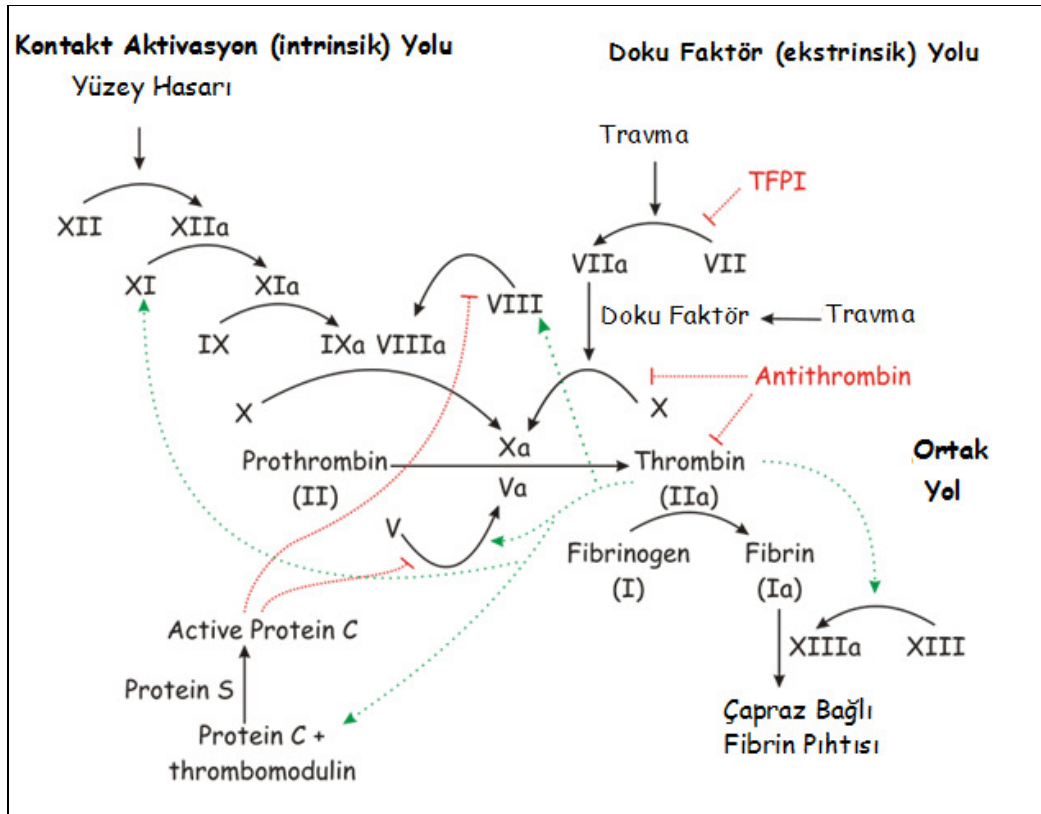 Kontakt Aktivasyon (intrinsik) Yolu
Yüzey Hasarı
Doku Faktör (ekstrinsik) Yolu
Travma
TFPI
XII
XIIa
VIIa
VII
XI
XIa
VIII
Doku Faktör
Travma
IX
IXa VIIIa
Antithrombin
X
X
Xa
Prothrombin
(II)
Va
Thrombin
(IIa)
Ortak
Yol
V
Fibrinogen
(I)
Fibrin
(Ia)
Active Protein C
XIIIa
XIII
Protein S
Protein C +
thrombomodulin
Çapraz Bağlı
Fibrin Pıhtısı